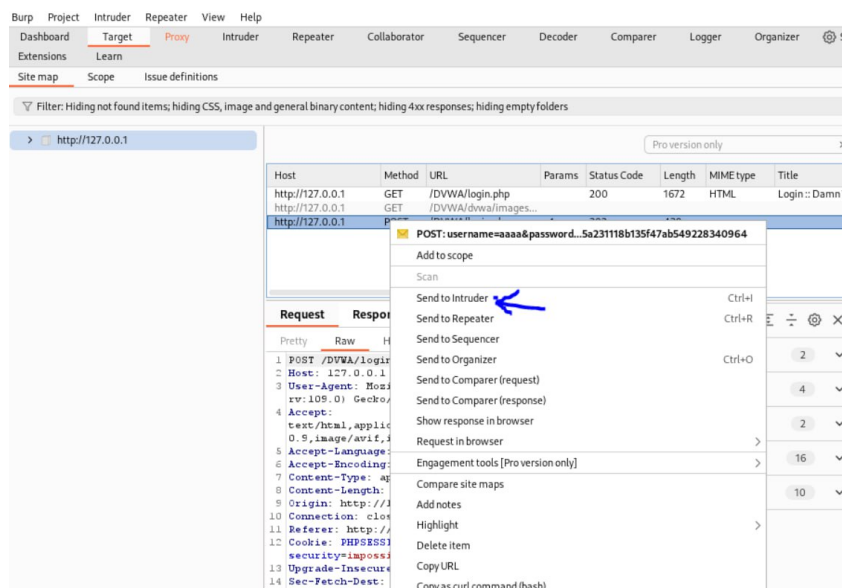 Burp Project Intruder Repeater View Help
Dashboard Target Proxy Intruder Repeater Collaborator Sequencer Decoder Comparer Logger Organizer
Extensions Learn
Site map Scope Issue definitions
Filter: Hiding not found items; hiding CSS, image and general binary content; hiding 4xx responses; hiding empty folders
http://127.0.0.1
Pro version only
Host Method URL Params Status Code Length MIME type Title
http://127.0.0.1 GET /DVWA/login.php 200 1672 HTML Login :: Damn
http://127.0.0.1 GET /DVWA/dvwa/images...
http://127.0.0.1
POST: username=aaaa&password...5a231118b135f47ab549228340964
Add to scope
Scan
Send to Intruder Ctrl+I
Send to Repeater Ctrl+R
Send to Sequencer
Send to Organizer Ctrl+O
Send to Comparer (request)
Send to Comparer (response)
Show response in browser
Request in browser
Engagement tools [Pro version only]
Compare site maps
Add notes
Highlight
Delete item
Copy URL
Copy as curl command (bash)
Request Respon
Pretty Raw H
1 POST /DVWA/login
2 Host: 127.0.0.1
3 User-Agent: Mozi
rv:109.0) Gecko/
4 Accept:
text/html,applic
0.9,image/avif,i
5 Accept-Language:
6 Accept-Encoding:
7 Content-Type: ap
8 Content-Length:
9 Origin: http://1
10 Connection: clos
11 Referer: http://
12 Cookie: PHPSESSI
security=impossi
13 Upgrade-Insecure
14 Sec-Fetch-Dest:
2
4
2
16
10